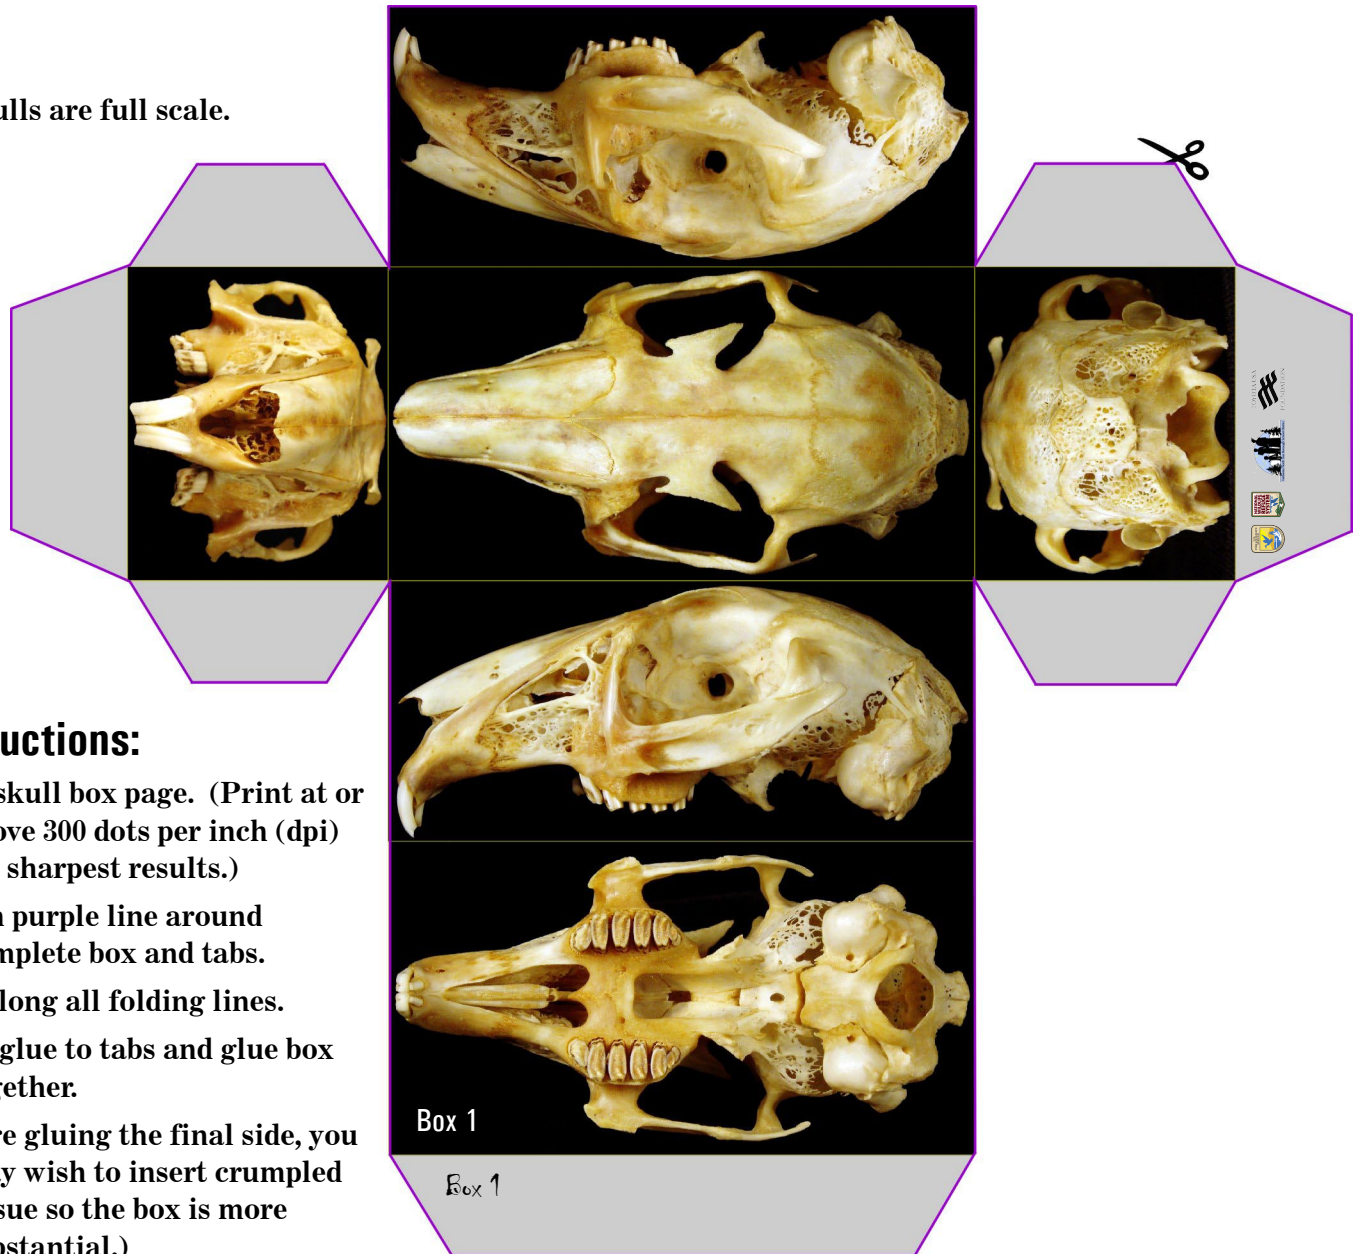 ulls are full scale.
uctions:
skull box page. (Print at or
ove 300 dots per inch (dpi)
sharpest results.)
n purple line around
mplete box and tabs.
long all folding lines.
glue to tabs and glue box
gether.
re gluing the final side, you
y wish to insert crumpled
sue so the box is more
bstantial.)
Box 1
Box 1